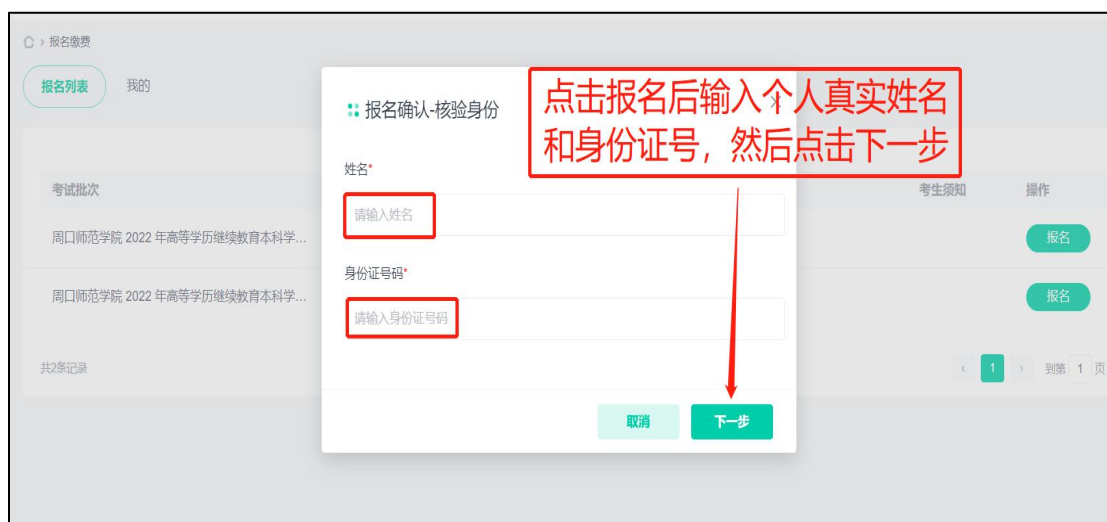 报名缴费
报名列表 我的
报名确认-核验身份
点击报名后输入个人真实姓名
和身份证号，然后点击下一步
姓名*
请输入姓名
考试批次 考生须知 操作
周口师范学院 2022 年高等学历继续教育本科学... 报名
身份证号码*
周口师范学院 2022 年高等学历继续教育本科学... 报名
请输入身份证号码
共2条记录 ‹ 1 › 到第 1 页
取消 下一步